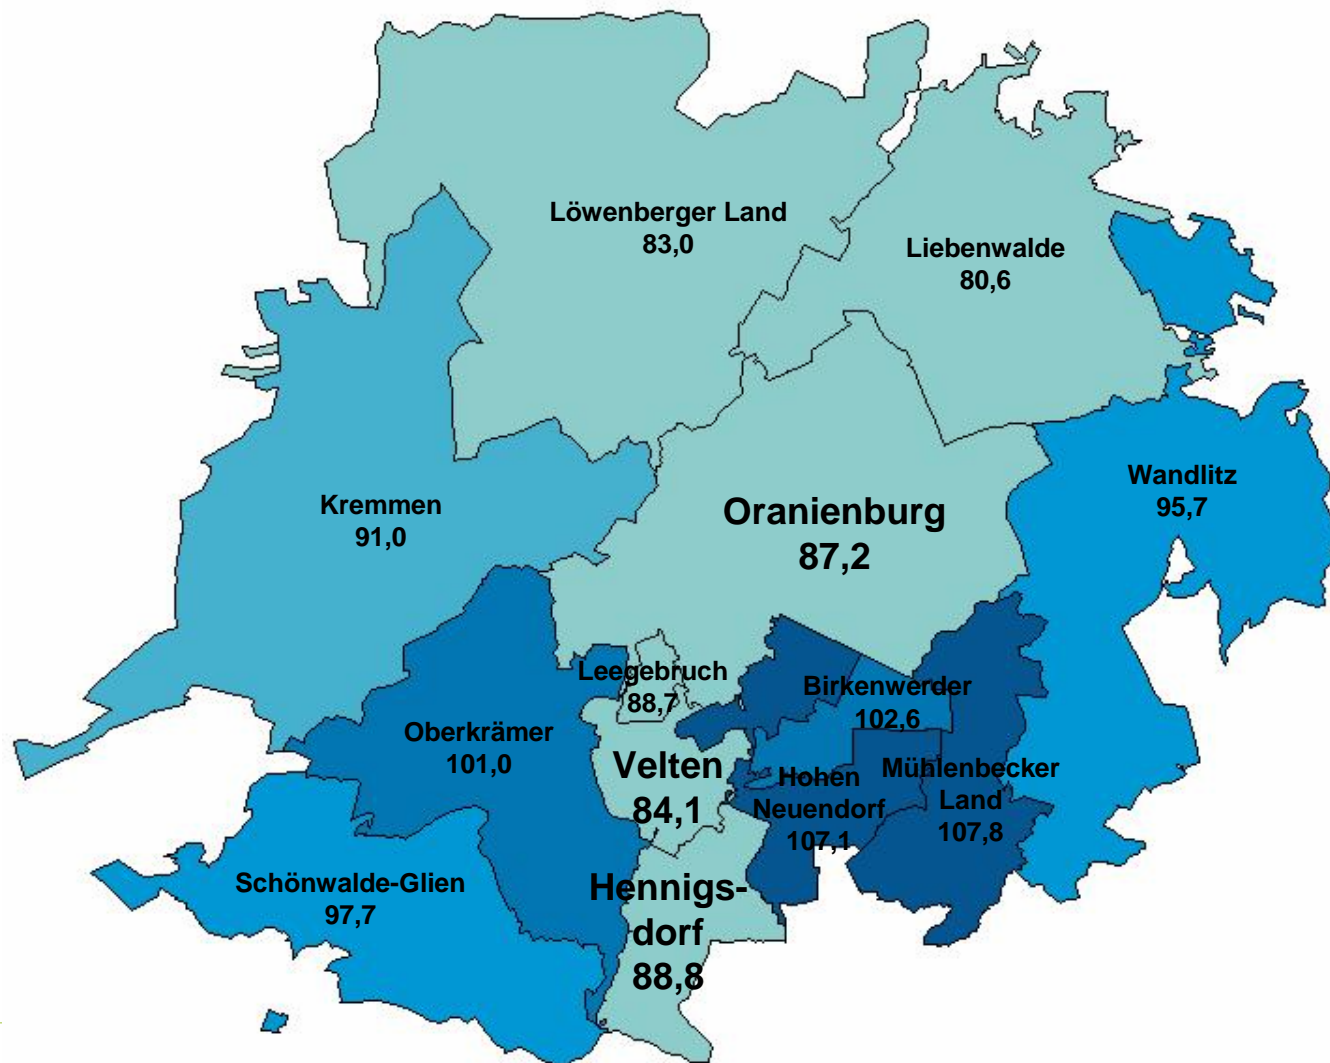 Löwenberger Land
83,0
Liebenwalde
80,6
Wandlitz
95,7
Kremmen
91,0
Oranienburg
87,2
Leegebruch
88,7
Birkenwerder
102,6
Oberkrämer
101,0
Velten
84,1
Hohen
Neuendorf
107,1
Mühlenbecker
Land
107,8
Schönwalde-Glien
97,7
Hennigs-
dorf
88,8